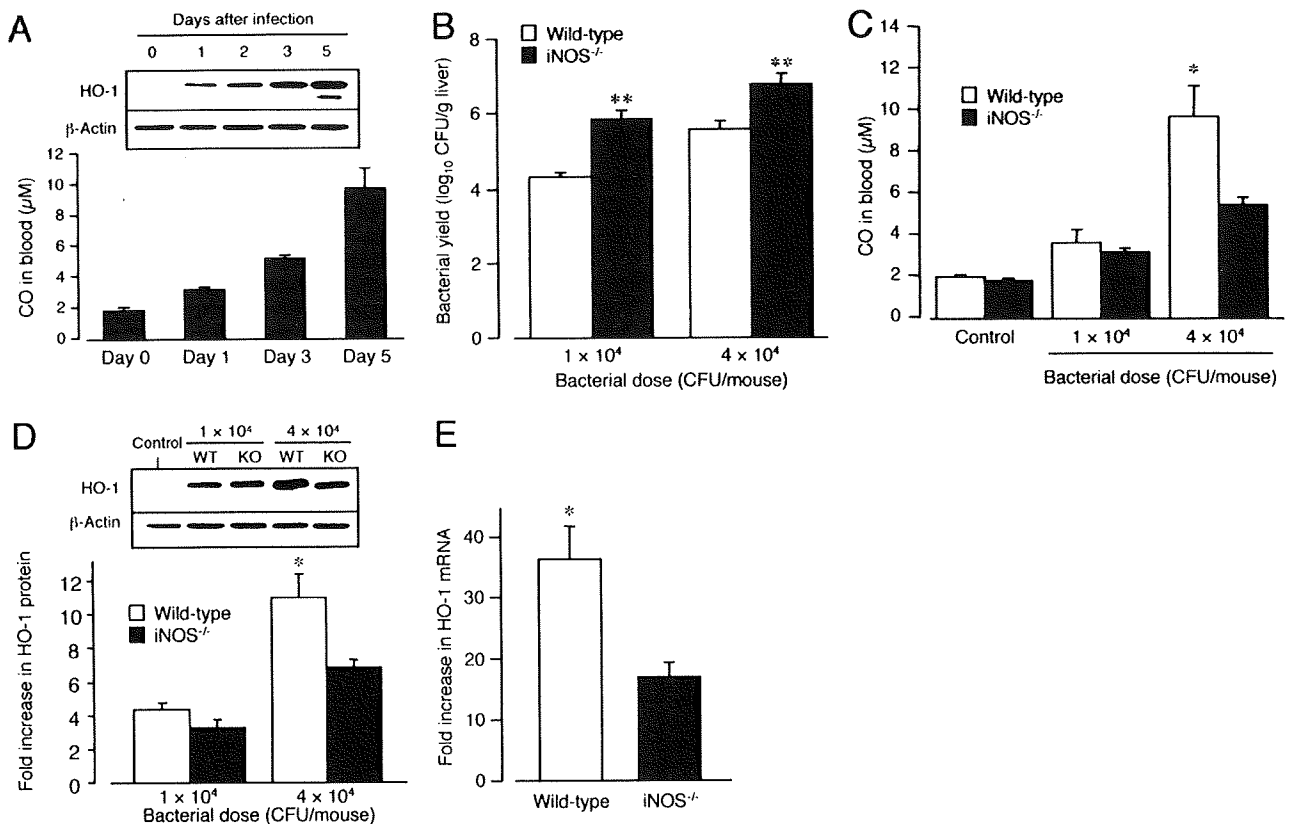 A
Days after infection
0 1 2 3 5
HO-1
β-Actin
CO in blood (µM)
12
10
8
6
4
2
0
Day 0 Day 1 Day 3 Day 5
B
Wild-type
iNOS-/-
Bacterial yield (log10 CFU/g liver)
8
6
4
2
0
** **
1 × 10⁴ 4 × 10⁴
Bacterial dose (CFU/mouse)
C
Wild-type
iNOS-/-
CO in blood (µM)
14
12
10
8
6
4
2
0
*
Control 1 × 10⁴ 4 × 10⁴
Bacterial dose (CFU/mouse)
D
Control 1 × 10⁴ 4 × 10⁴
WT KO WT KO
HO-1
β-Actin
Fold increase in HO-1 protein
12
10
8
6
4
2
0
Wild-type
iNOS-/-
*
1 × 10⁴ 4 × 10⁴
Bacterial dose (CFU/mouse)
E
Fold increase in HO-1 mRNA
40
30
20
10
0
*
Wild-type iNOS-/-